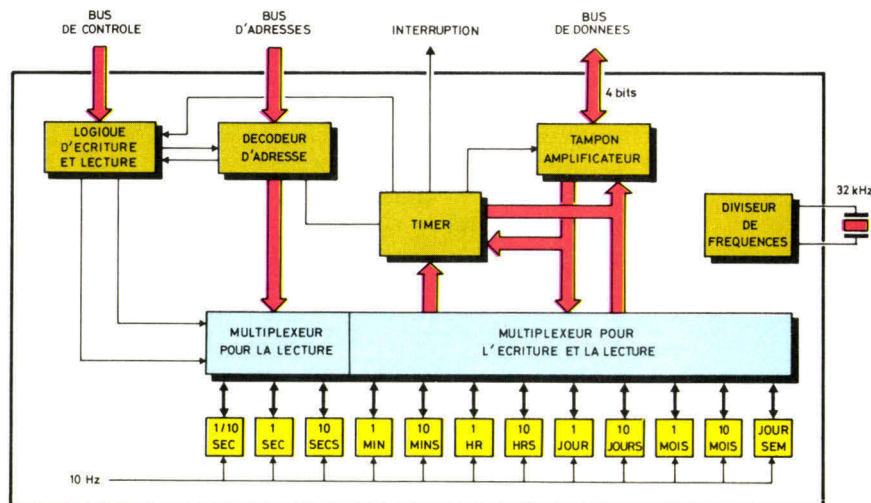 BUS
DE CONTROLE
BUS
D'ADRESSES
INTERRUPTION
BUS
DE DONNEES
4 bits
LOGIQUE
D'ECRITURE
ET LECTURE
DECODEUR
D'ADRESSE
TAMPON
AMPLIFICATEUR
TIMER
DIVISEUR
DE
FREQUENCES
32 kHz
MULTIPLEXEUR
POUR LA LECTURE
MULTIPLEXEUR POUR
L'ECRITURE ET LA LECTURE
1/10
SEC
1
SEC
10
SECS
1
MIN
10
MINS
1
HR
10
HRS
1
JOUR
10
JOURS
1
MOIS
10
MOIS
JOUR
SEM
10 Hz